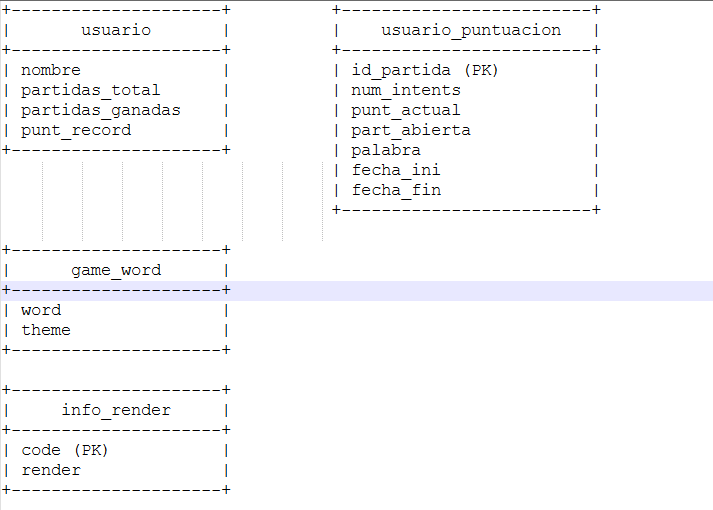 usuario
nombre
partidas_total
partidas_ganadas
punt_record
usuario_puntuacion
id_partida (PK)
num_intents
punt_actual
part_abierta
palabra
fecha_ini
fecha_fin
game_word
word
theme
info_render
code (PK)
render